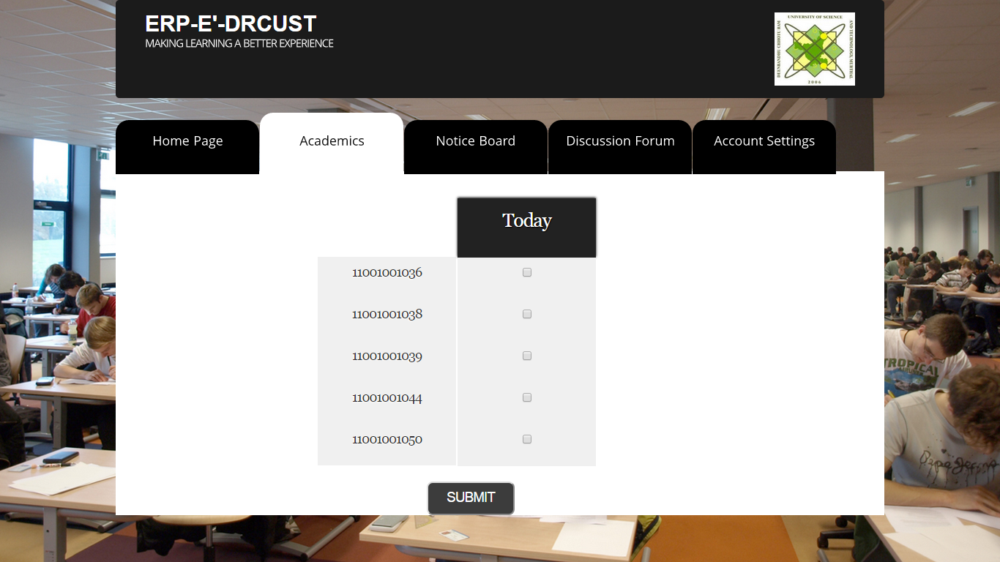 ERP-E'-DRCUST
MAKING LEARNING A BETTER EXPERIENCE
UNIVERSITY OF SCIENCE
AND TECHNOLOGY, MURTHAL
DEENBANDHU CHHOTU RAM
2006
Home Page
Academics
Notice Board
Discussion Forum
Account Settings
Today
11001001036
11001001038
11001001039
11001001044
11001001050
SUBMIT
TROPICAL